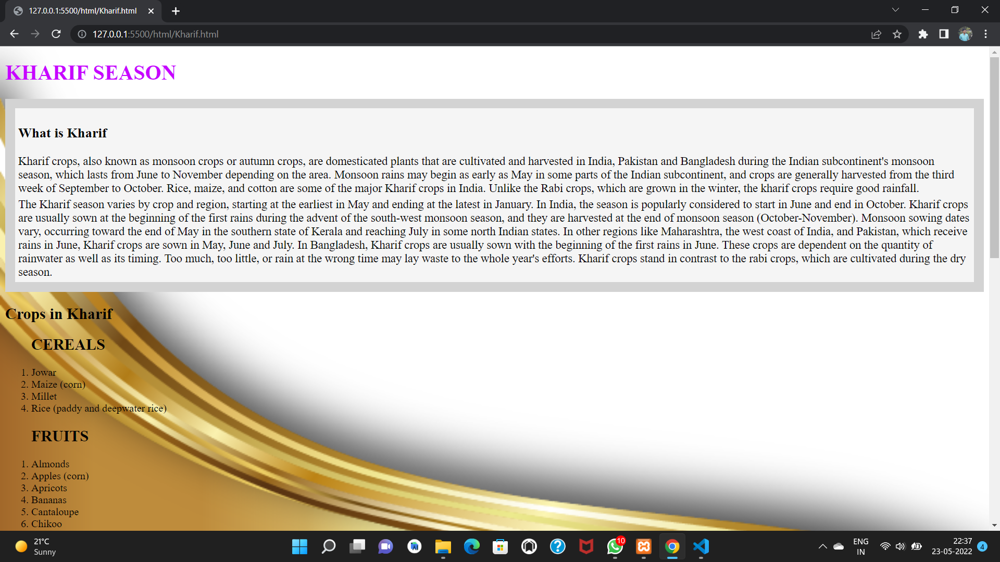 127.0.0.1:5500/html/Kharif.html
127.0.0.1:5500/html/Kharif.html
KHARIF SEASON
What is Kharif
Kharif crops, also known as monsoon crops or autumn crops, are domesticated plants that are cultivated and harvested in India, Pakistan and Bangladesh during the Indian subcontinent's monsoon
season, which lasts from June to November depending on the area. Monsoon rains may begin as early as May in some parts of the Indian subcontinent, and crops are generally harvested from the third
week of September to October. Rice, maize, and cotton are some of the major Kharif crops in India. Unlike the Rabi crops, which are grown in the winter, the kharif crops require good rainfall.
The Kharif season varies by crop and region, starting at the earliest in May and ending at the latest in January. In India, the season is popularly considered to start in June and end in October. Kharif crops
are usually sown at the beginning of the first rains during the advent of the south-west monsoon season, and they are harvested at the end of monsoon season (October-November). Monsoon sowing dates
vary, occurring toward the end of May in the southern state of Kerala and reaching July in some north Indian states. In other regions like Maharashtra, the west coast of India, and Pakistan, which receive
rains in June, Kharif crops are sown in May, June and July. In Bangladesh, Kharif crops are usually sown with the beginning of the first rains in June. These crops are dependent on the quantity of
rainwater as well as its timing. Too much, too little, or rain at the wrong time may lay waste to the whole year's efforts. Kharif crops stand in contrast to the rabi crops, which are cultivated during the dry
season.
Crops in Kharif
CEREALS
1. Jowar
2. Maize (corn)
3. Millet
4. Rice (paddy and deepwater rice)
FRUITS
1. Almonds
2. Apples (corn)
3. Apricots
4. Bananas
5. Cantaloupe
6. Chikoo
21°C
Sunny
10
ENG
IN
22:37
23-05-2022
4